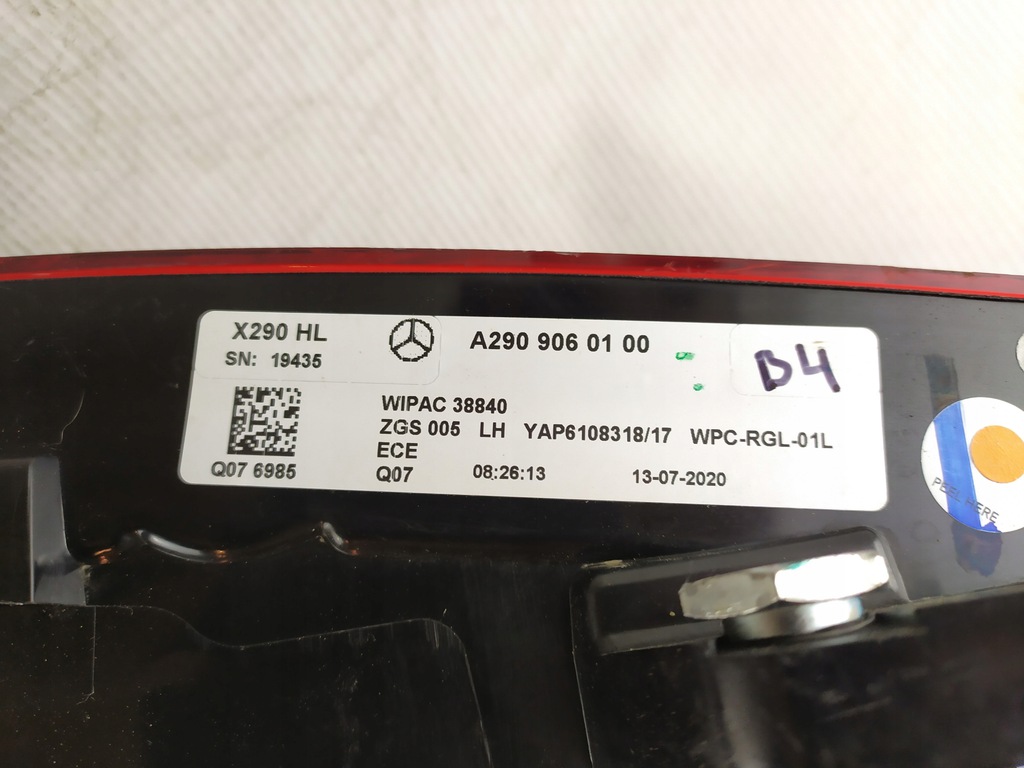 X290 HL
SN: 19435
A290 906 01 00
B4
WIPAC 38840
ZGS 005 LH YAP6108318/17 WPC-RGL-01L
ECE
Q07 6985
Q07 08:26:13 13-07-2020
PEEL HERE